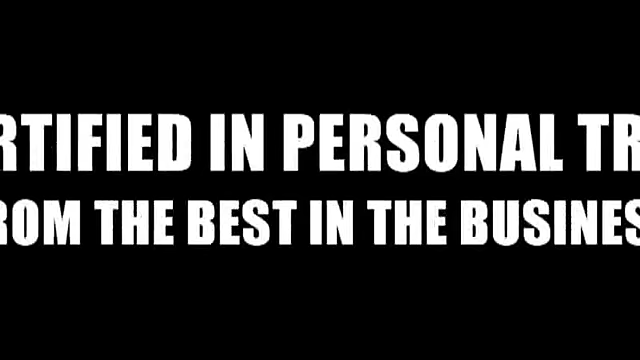 RTIFIED IN PERSONAL TR
ROM THE BEST IN THE BUSINES